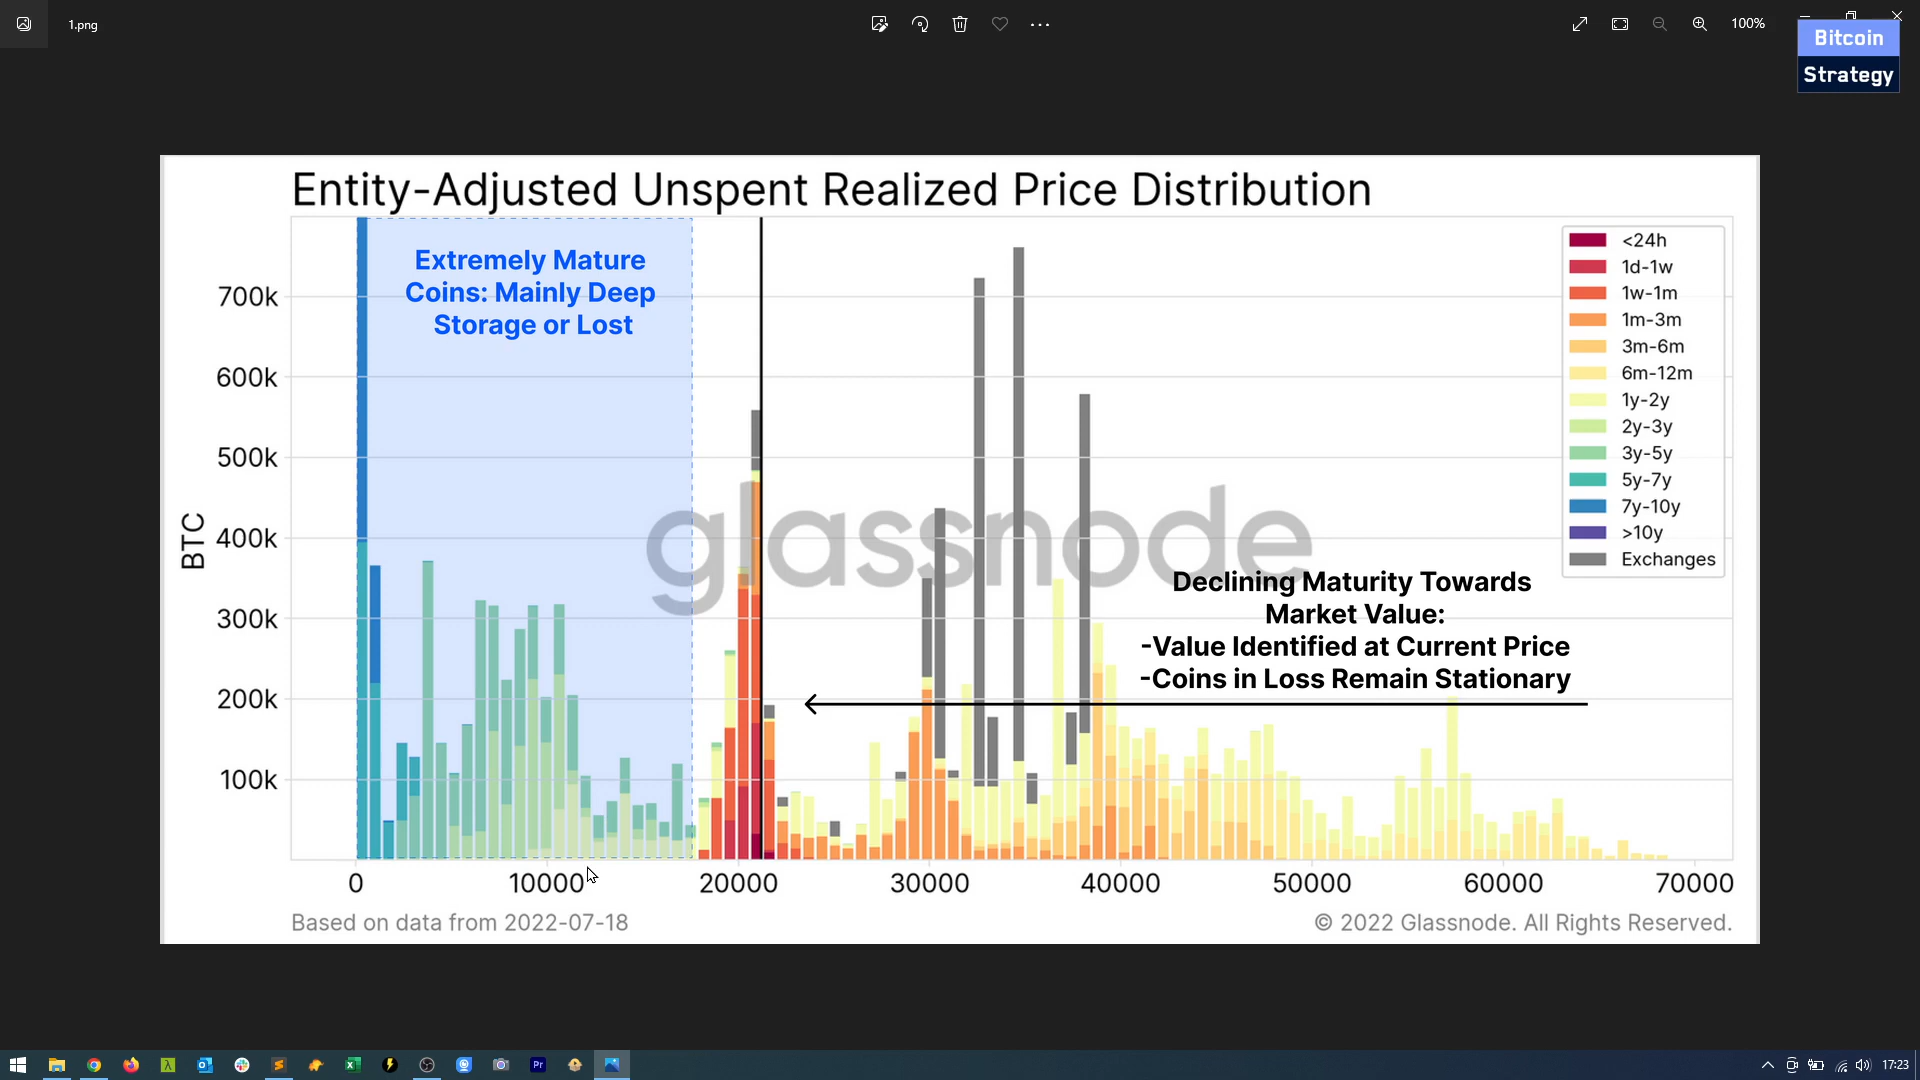 1.png
100%
Bitcoin
Strategy
Entity-Adjusted Unspent Realized Price Distribution
Extremely Mature
Coins: Mainly Deep
Storage or Lost
<24h
1d-1w
1w-1m
1m-3m
3m-6m
6m-12m
1y-2y
2y-3y
3y-5y
5y-7y
7y-10y
>10y
Exchanges
700k
600k
500k
400k
300k
200k
100k
BTC
glassnode
Declining Maturity Towards
Market Value:
-Value Identified at Current Price
-Coins in Loss Remain Stationary
0 10000 20000 30000 40000 50000 60000 70000
Based on data from 2022-07-18
© 2022 Glassnode. All Rights Reserved.
Pr
17:23